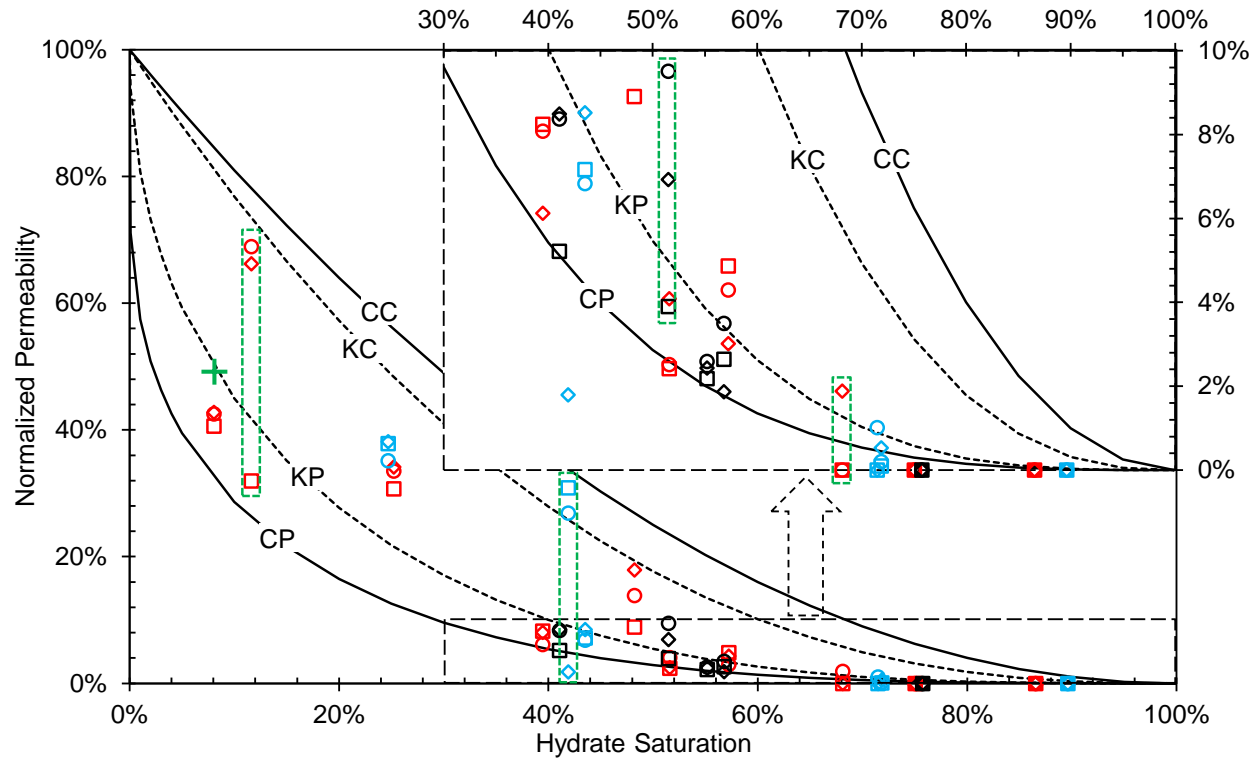 30% 40% 50% 60% 70% 80% 90% 100%
100% 10%
80% 8%
KC CC
KP
60% 6%
CP
CC
KC
40% 4%
KP
20% 2%
CP
0% 0%
0% 20% 40% 60% 80% 100%
Hydrate Saturation
Normalized Permeability